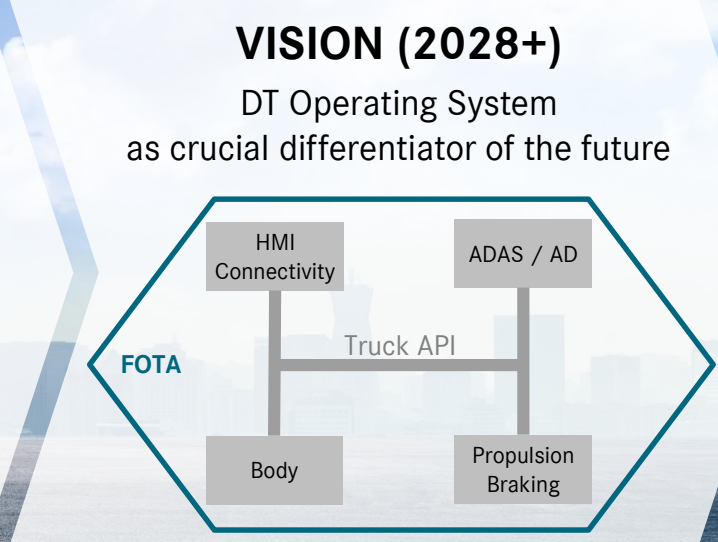 VISION (2028+)
DT Operating System
as crucial differentiator of the future
HMI
Connectivity
ADAS / AD
Truck API
FOTA
Body
Propulsion
Braking